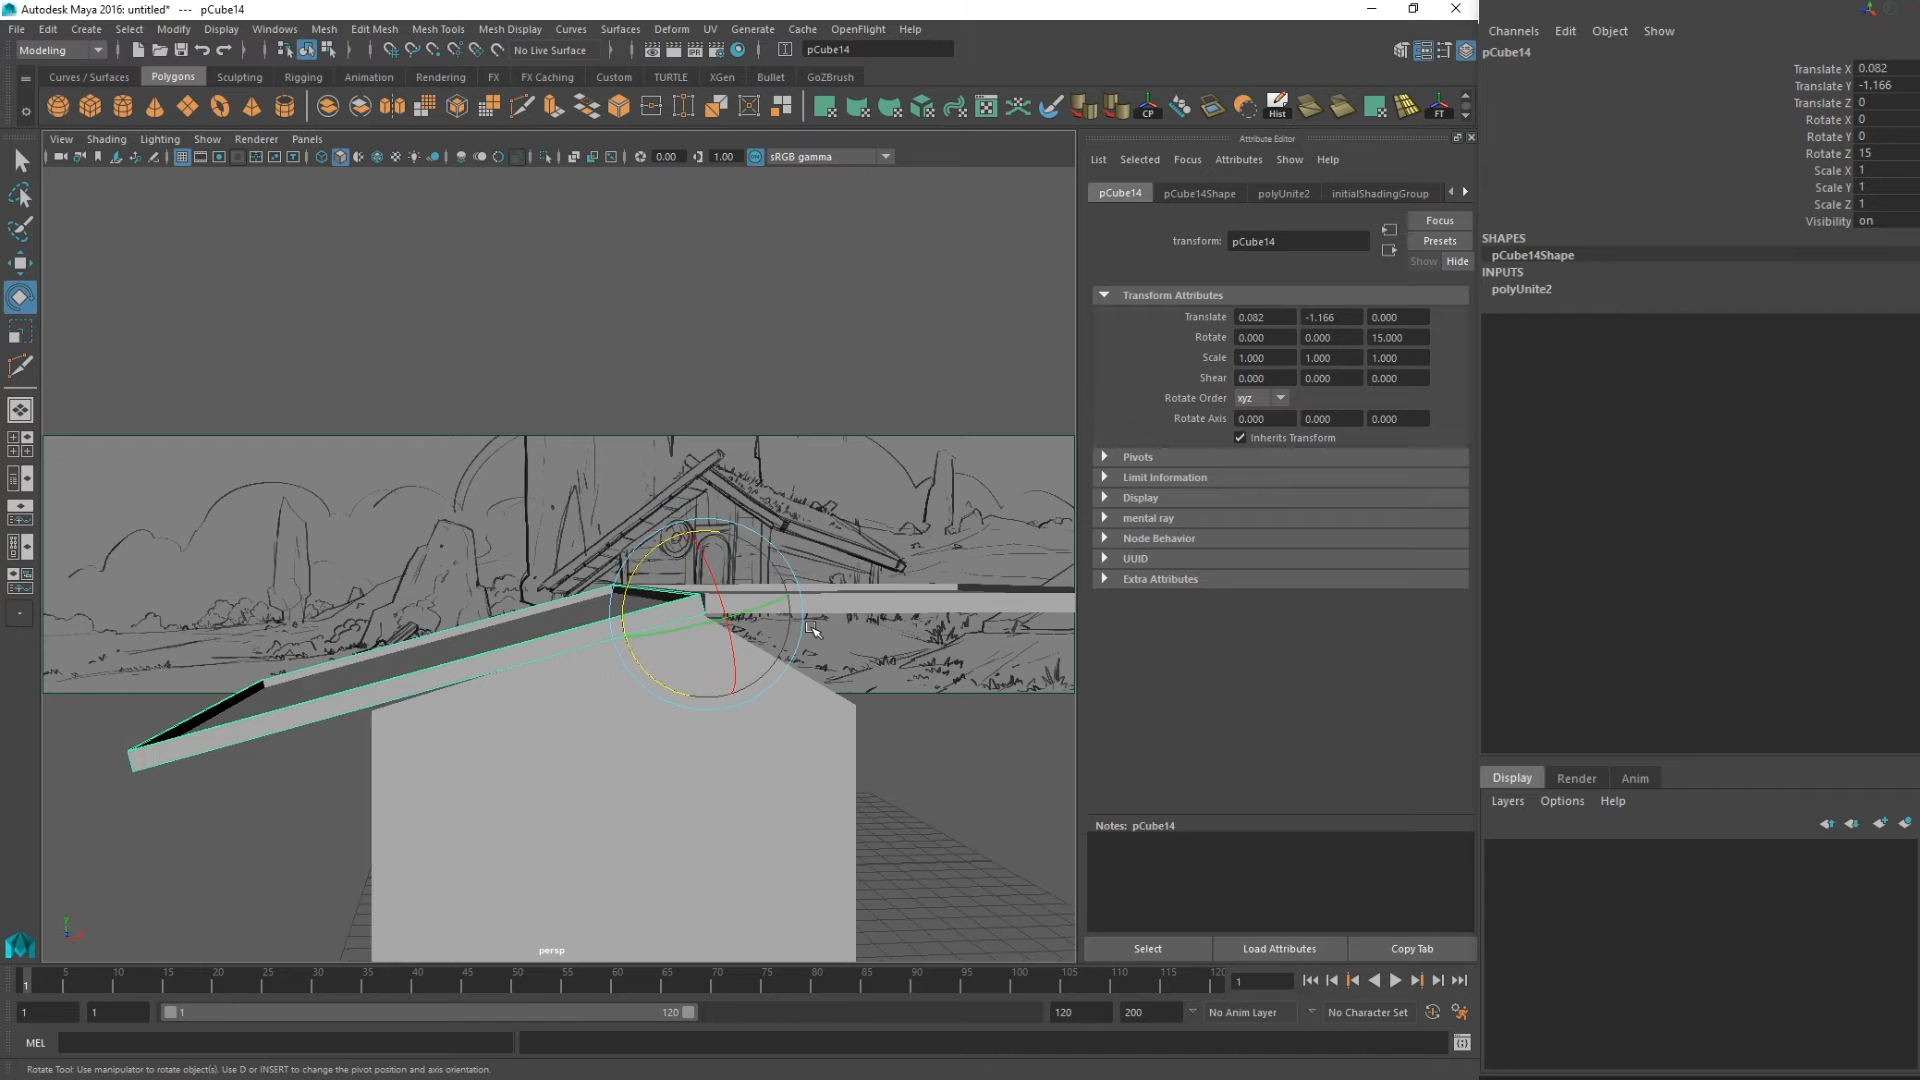 Autodesk Maya 2016: untitled* --- pCube14
File Edit Create Select Modify Display Windows Mesh Edit Mesh Mesh Tools Mesh Display Curves Surfaces Deform UV Generate Cache OpenFlight Help
Modeling No Live Surface pCube14
Curves / Surfaces Polygons Sculpting Rigging Animation Rendering FX FX Caching Custom TURTLE XGen Bullet GoZBrush
CP Hist FT
View Shading Lighting Show Renderer Panels
0.00 1.00 sRGB gamma
persp
Attribute Editor
List Selected Focus Attributes Show Help
pCube14 pCube14Shape polyUnite2 initialShadingGroup
Focus
transform: pCube14 Presets
Show Hide
Transform Attributes
Translate 0.082 -1.166 0.000
Rotate 0.000 0.000 15.000
Scale 1.000 1.000 1.000
Shear 0.000 0.000 0.000
Rotate Order xyz
Rotate Axis 0.000 0.000 0.000
Inherits Transform
Pivots
Limit Information
Display
mental ray
Node Behavior
UUID
Extra Attributes
Notes: pCube14
Select Load Attributes Copy Tab
Channels Edit Object Show
pCube14
Translate X 0.082
Translate Y -1.166
Translate Z 0
Rotate X 0
Rotate Y 0
Rotate Z 15
Scale X 1
Scale Y 1
Scale Z 1
Visibility on
SHAPES
pCube14Shape
INPUTS
polyUnite2
Display Render Anim
Layers Options Help
5 10 15 20 25 30 35 40 45 50 55 60 65 70 75 80 85 90 95 100 105 110 115 120
1 1
1 1 1 120 120 200 No Anim Layer No Character Set
MEL
Rotate Tool: Use manipulator to rotate object(s). Use D or INSERT to change the pivot position and axis orientation.